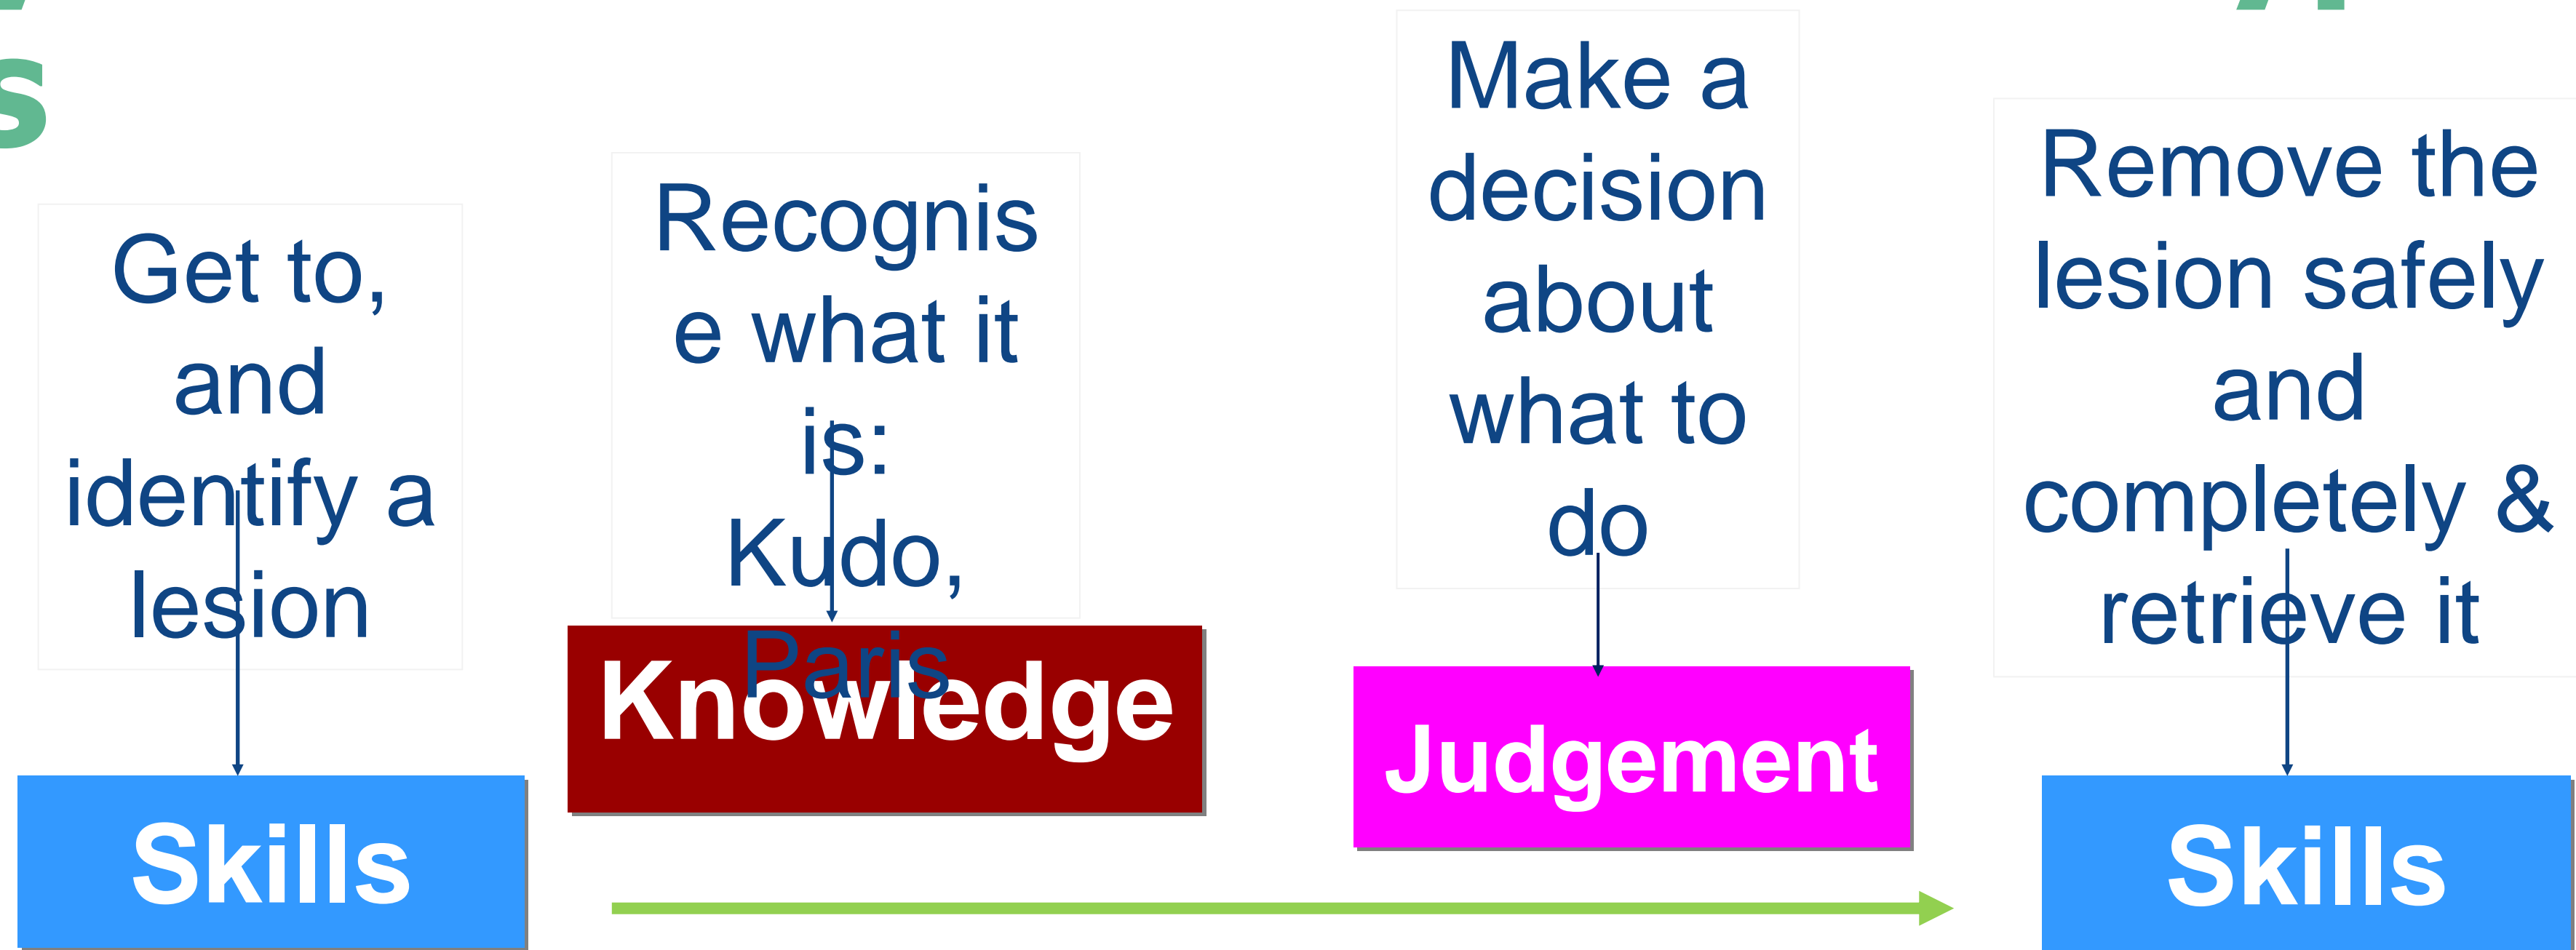 s
Get to,
and
identify a
lesion
Skills
Recognis
e what it
is:
Kudo,
Paris
Knowledge
Make a
decision
about
what to
do
Judgement
Remove the
lesion safely
and
completely &
retrieve it
Skills